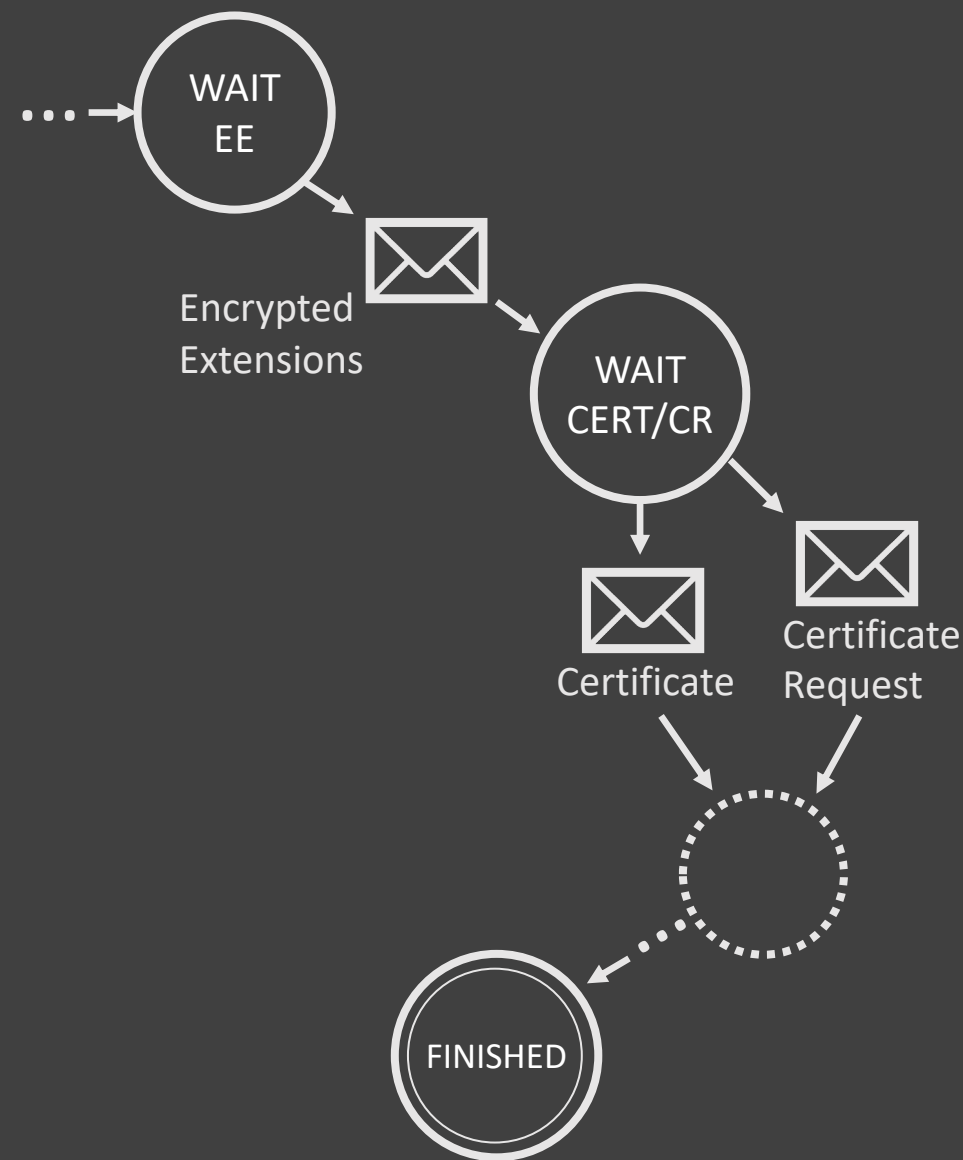 WAIT
EE
Encrypted
Extensions
WAIT
CERT/CR
Certificate
Certificate
Request
FINISHED